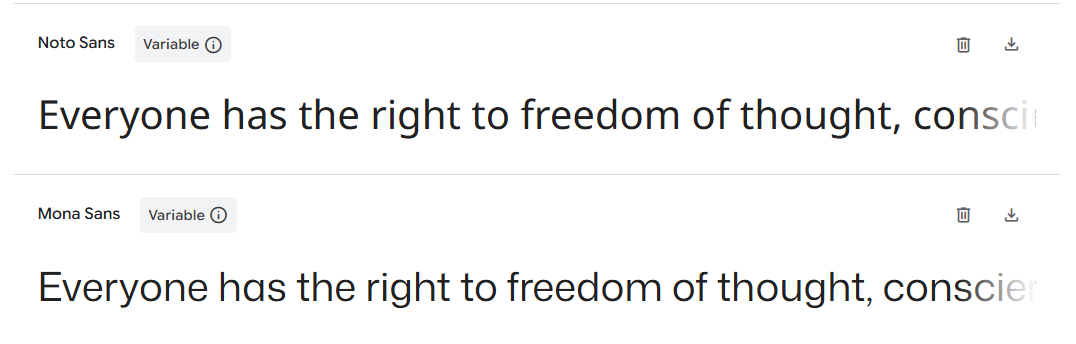 Noto Sans Variable
Everyone has the right to freedom of thought, consci
Mona Sans Variable
Everyone has the right to freedom of thought, conscie